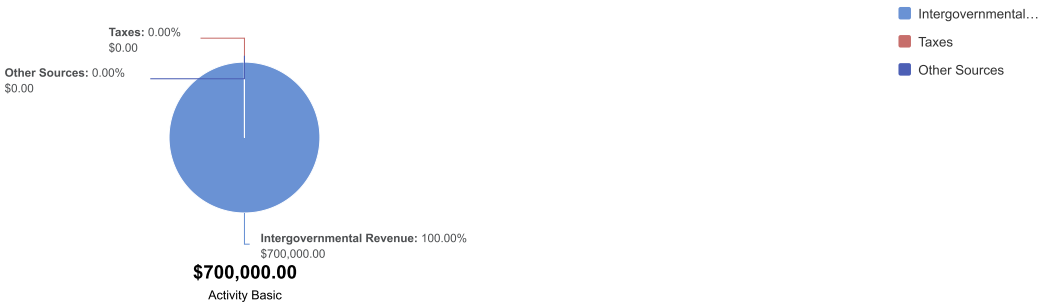 Taxes: 0.00%
$0.00
Other Sources: 0.00%
$0.00
Intergovernmental Revenue: 100.00%
$700,000.00
$700,000.00
Activity Basic
Intergovernmental…
Taxes
Other Sources